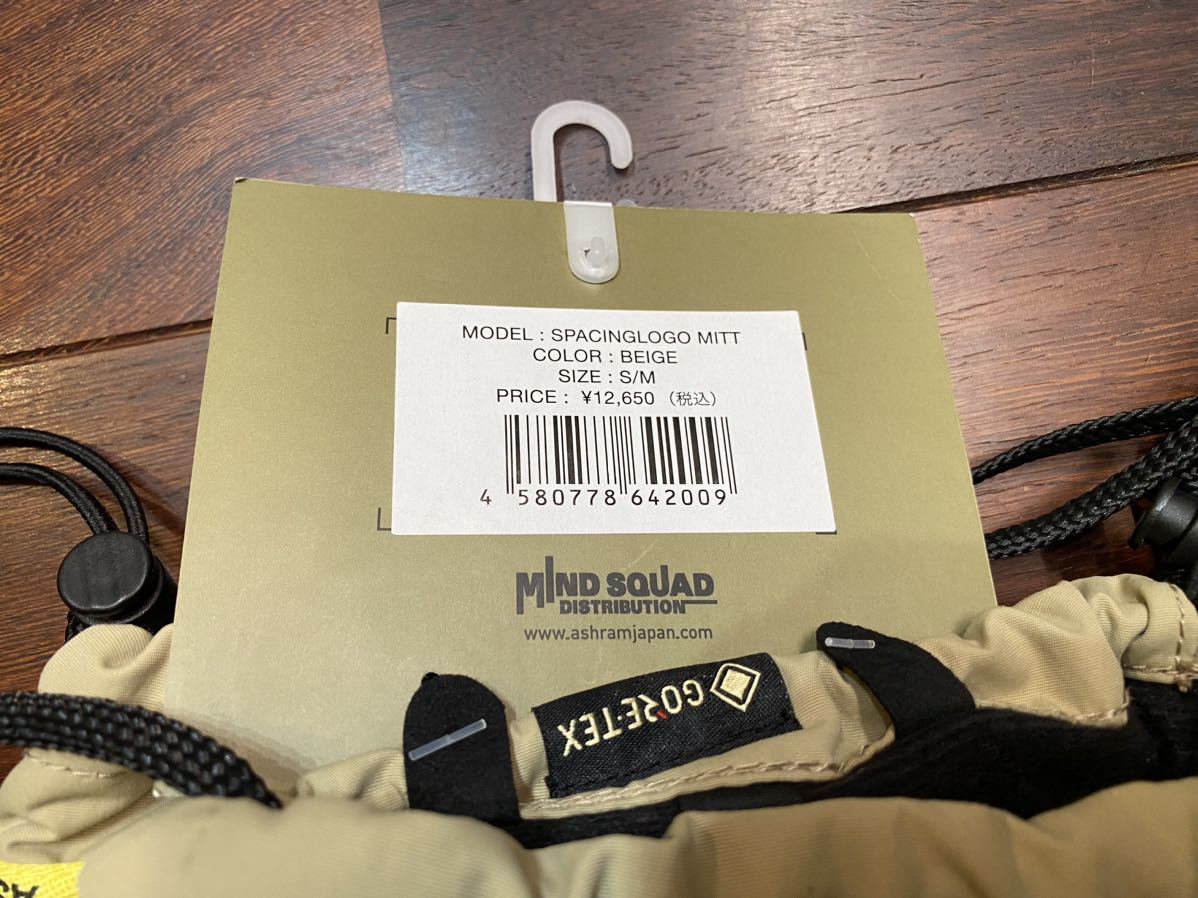 MODEL : SPACINGLOGO MITT
COLOR : BEIGE
SIZE : S/M
PRICE : ¥12,650 (税込)
4 580778 642009
MIND SQUAD
DISTRIBUTION
www.ashramjapan.com
GORE-TEX